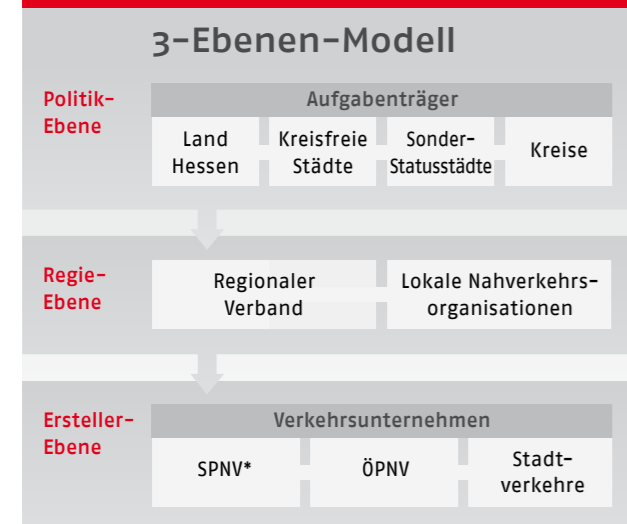 3-Ebenen-Modell
Politik-
Ebene
Aufgabenträger
Land
Hessen
Kreisfreie
Städte
Sonder-
Statusstädte
Kreise
Regie-
Ebene
Regionaler
Verband
Lokale Nahverkehrs-
organisationen
Ersteller-
Ebene
Verkehrsunternehmen
SPNV*
ÖPNV
Stadt-
verkehre